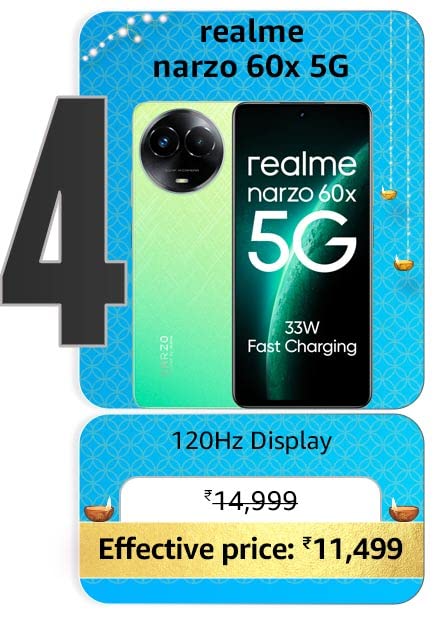 realme
narzo 60x 5G
4
realme
narzo 60x
5G
33W
Fast Charging
NARZO
120Hz Display
₹14,999
Effective price: ₹11,499